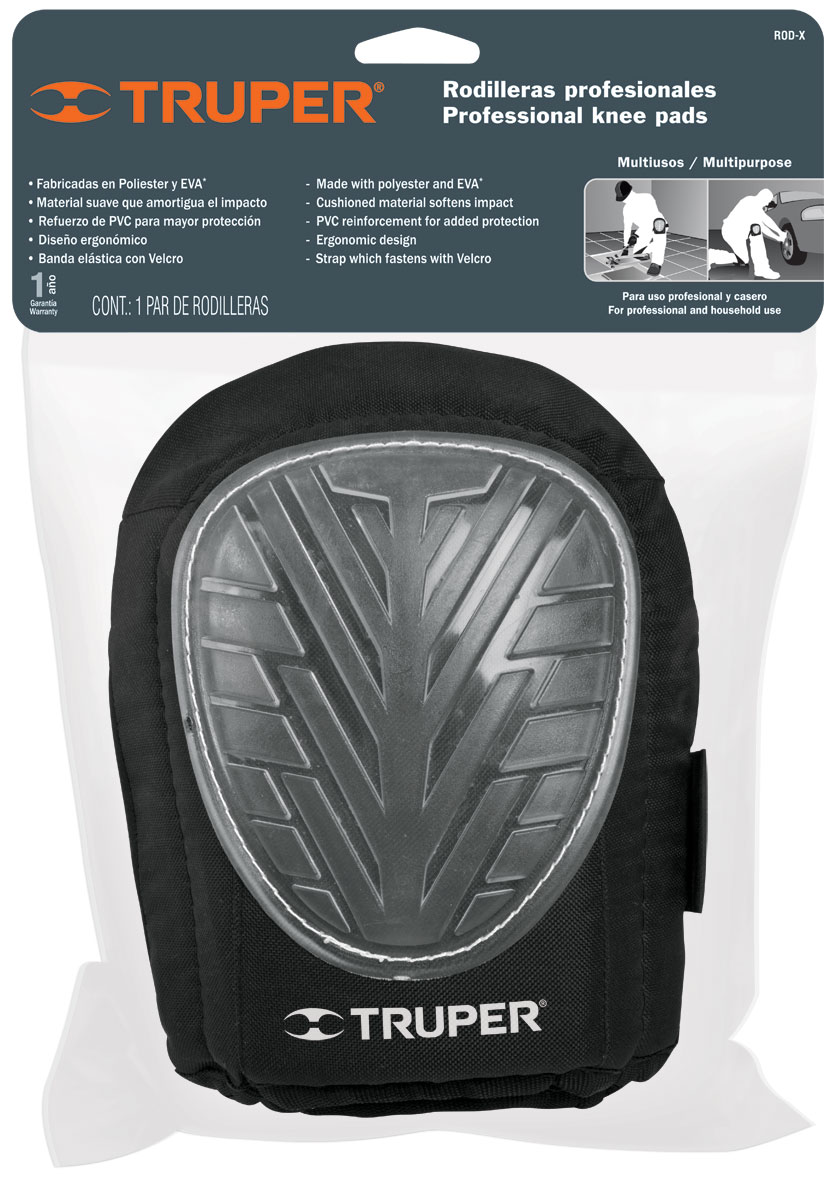 ROD-X
TRUPER®
Rodilleras profesionales
Professional knee pads
• Fabricadas en Poliester y EVA*
• Material suave que amortigua el impacto
• Refuerzo de PVC para mayor protección
• Diseño ergonómico
• Banda elástica con Velcro
- Made with polyester and EVA*
- Cushioned material softens impact
- PVC reinforcement for added protection
- Ergonomic design
- Strap which fastens with Velcro
Multiusos / Multipurpose
Para uso profesional y casero
For professional and household use
1 año
Garantía
Warranty
CONT.: 1 PAR DE RODILLERAS
TRUPER®